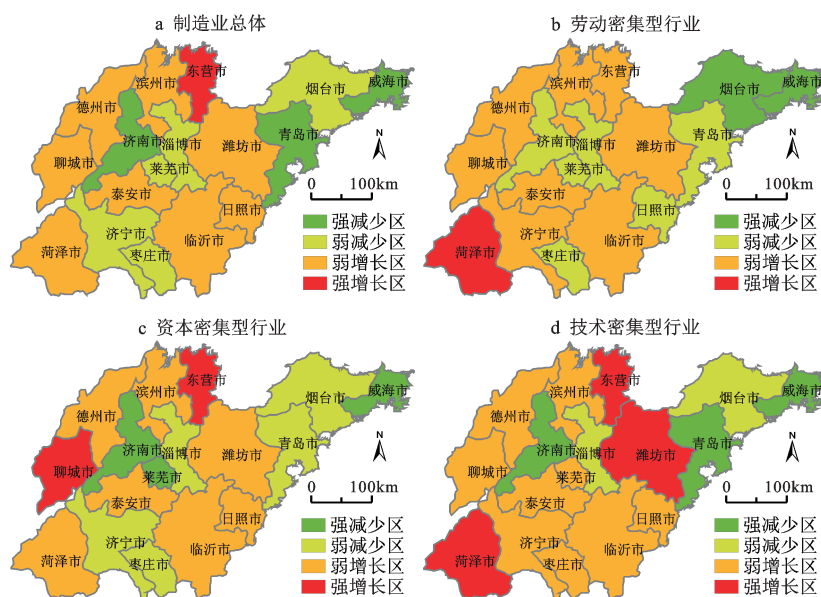 a 制造业总体
滨州市
东营市
德州市
烟台市
威海市
济南市
淄博市
潍坊市
青岛市
聊城市
莱芜市
泰安市
日照市
济宁市
临沂市
菏泽市
枣庄市
N
0 100km
强减少区
弱减少区
弱增长区
强增长区
b 劳动密集型行业
滨州市
东营市
德州市
烟台市
威海市
济南市
淄博市
潍坊市
青岛市
聊城市
莱芜市
泰安市
日照市
济宁市
临沂市
菏泽市
枣庄市
N
0 100km
强减少区
弱减少区
弱增长区
强增长区
c 资本密集型行业
滨州市
东营市
德州市
烟台市
威海市
济南市
淄博市
潍坊市
青岛市
聊城市
莱芜市
泰安市
日照市
济宁市
临沂市
菏泽市
枣庄市
N
0 100km
强减少区
弱减少区
弱增长区
强增长区
d 技术密集型行业
滨州市
东营市
德州市
烟台市
威海市
济南市
淄博市
潍坊市
青岛市
聊城市
莱芜市
泰安市
日照市
济宁市
临沂市
菏泽市
枣庄市
N
0 100km
强减少区
弱减少区
弱增长区
强增长区